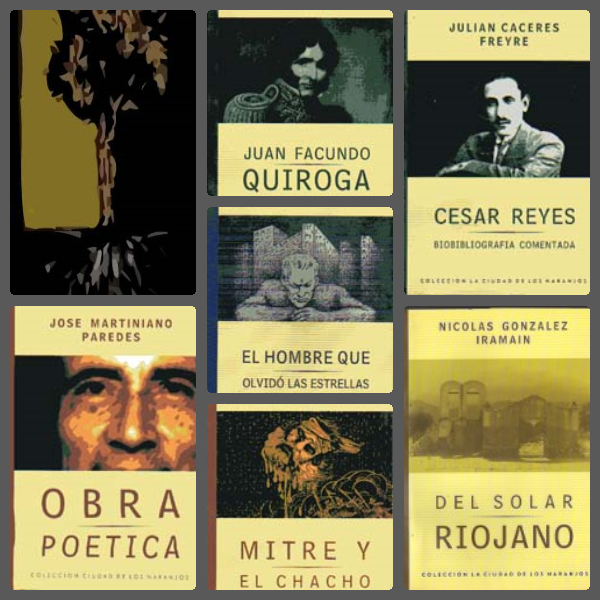 JUAN FACUNDO
QUIROGA
JULIAN CACERES
FREYRE
CESAR REYES
BIOBIBLIOGRAFIA COMENTADA
COLECCION LA CIUDAD DE LOS NARANJOS
EL HOMBRE QUE
OLVIDÓ LAS ESTRELLAS
JOSE MARTINIANO
PAREDES
OBRA
POETICA
COLECCION CIUDAD DE LOS NARANJOS
MITRE Y
EL CHACHO
NICOLAS GONZALEZ
IRAMAIN
DEL SOLAR
RIOJANO
COLECCION LA CIUDAD DE LOS NARANJOS